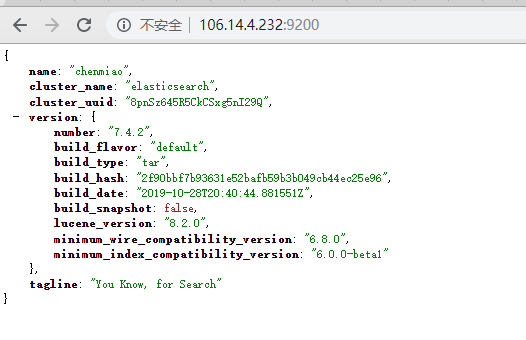 不安全 | 106.14.4.232:9200
{
name: "chenmiao",
cluster_name: "elasticsearch",
cluster_uuid: "8pnSz645R5CkCSxg5nI29Q",
- version: {
number: "7.4.2",
build_flavor: "default",
build_type: "tar",
build_hash: "2f90bbf7b93631e52bafb59b3b049cb44ec25e96",
build_date: "2019-10-28T20:40:44.881551Z",
build_snapshot: false,
lucene_version: "8.2.0",
minimum_wire_compatibility_version: "6.8.0",
minimum_index_compatibility_version: "6.0.0-beta1"
},
tagline: "You Know, for Search"
}